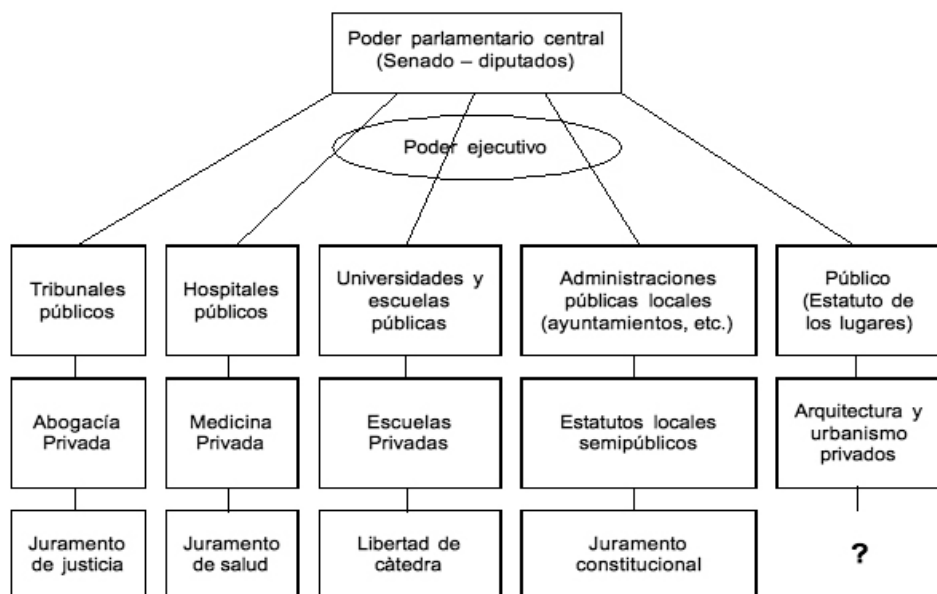 Poder parlamentario central
(Senado – diputados)
Poder ejecutivo
Tribunales
públicos
Hospitales
públicos
Universidades y
escuelas
públicas
Administraciones
públicas locales
(ayuntamientos, etc.)
Público
(Estatuto de
los lugares)
Abogacía
Privada
Medicina
Privada
Escuelas
Privadas
Estatutos locales
semipúblicos
Arquitectura y
urbanismo
privados
Juramento
de justicia
Juramento
de salud
Libertad de
càtedra
Juramento
constitucional
?